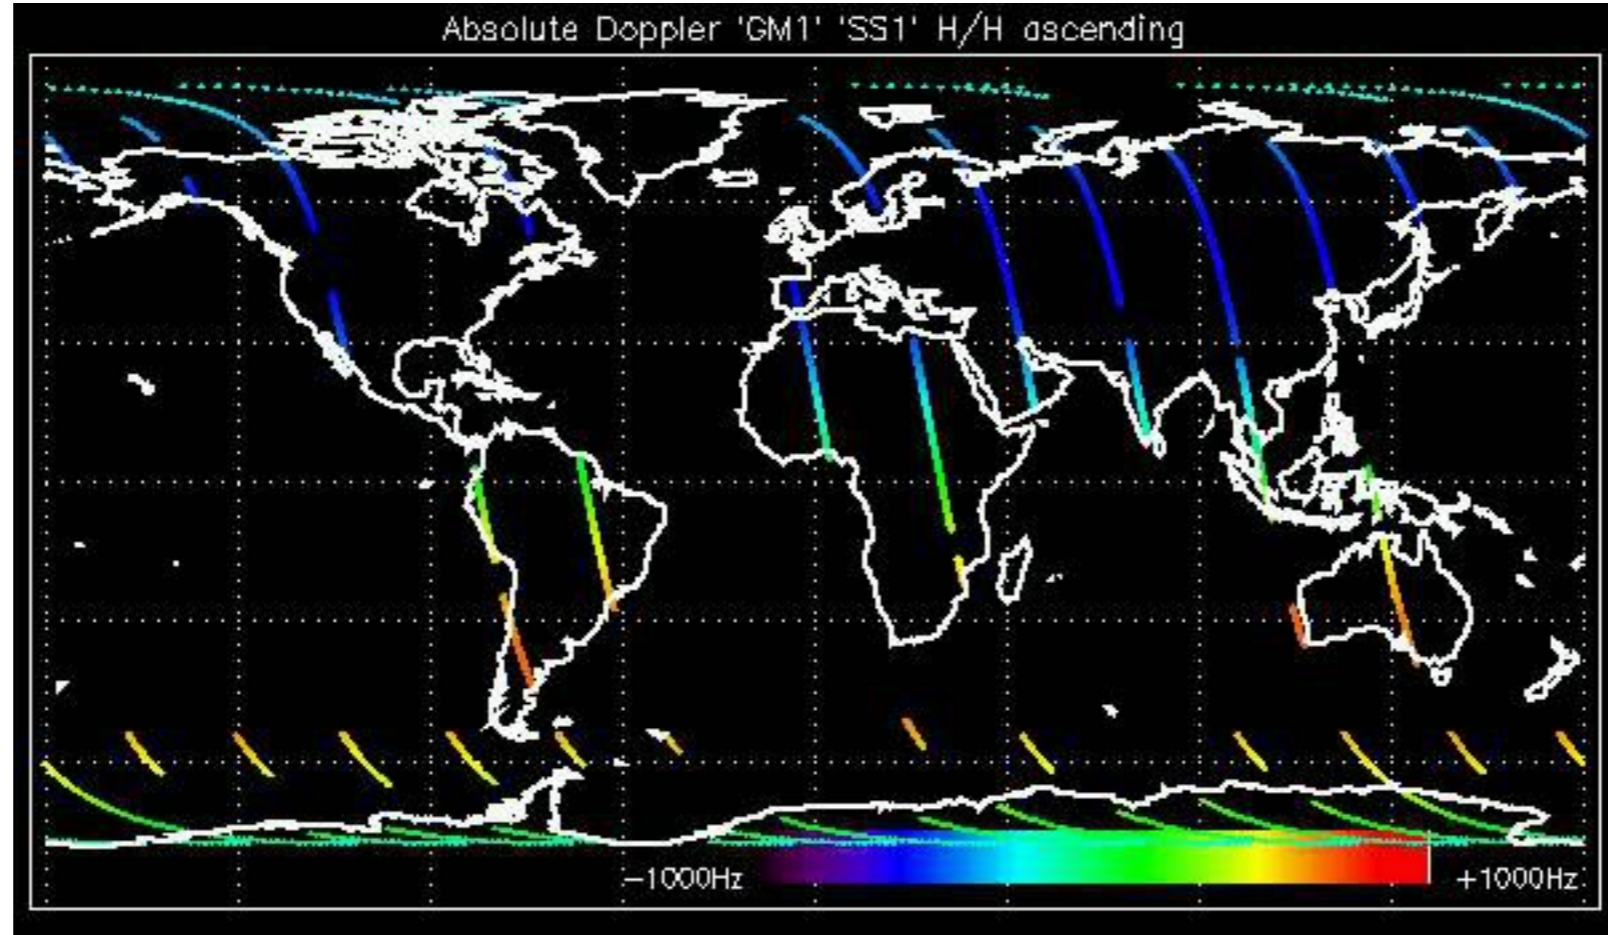 Absolute Doppler 'GM1' 'SS1' H/H ascending
−1000Hz
+1000Hz